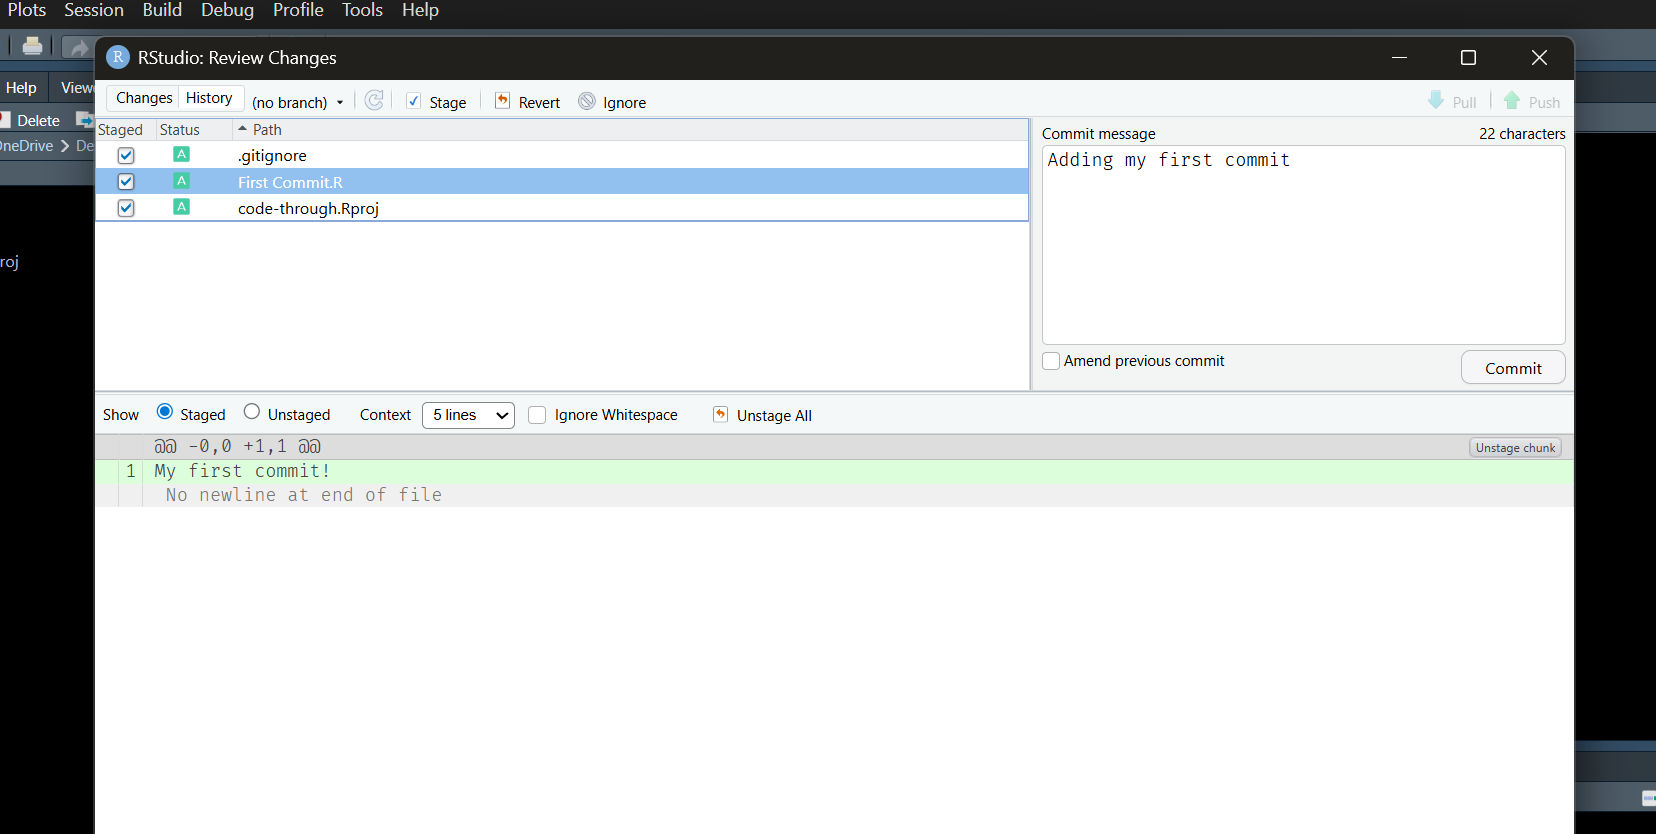 Plots Session Build Debug Profile Tools Help
R RStudio: Review Changes
Help
Changes History (no branch) Stage Revert Ignore Pull Push
Delete
Staged Status Path
Commit message 22 characters
.gitignore
A
Adding my first commit
First Commit.R
A
code-through.Rproj
A
roj
Amend previous commit
Commit
Show Staged Unstaged Context 5 lines Ignore Whitespace Unstage All
@@ -0,0 +1,1 @@ Unstage chunk
1 My first commit!
No newline at end of file